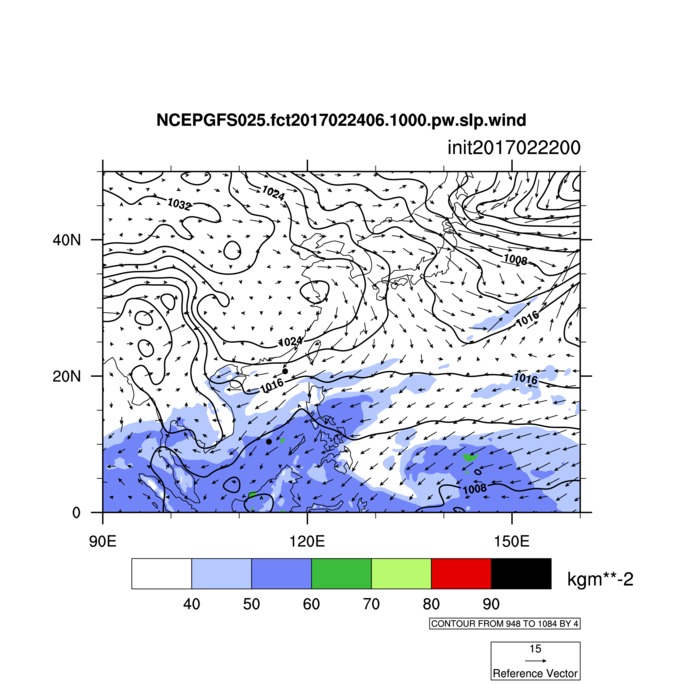 NCEPGFS025.fct2017022406.1000.pw.slp.wind
init2017022200
1032
1024
40N
1008
1016
1024
20N
1016
1016
1008
0
90E 120E 150E
kgm**-2
40 50 60 70 80 90
CONTOUR FROM 948 TO 1084 BY 4
15
Reference Vector